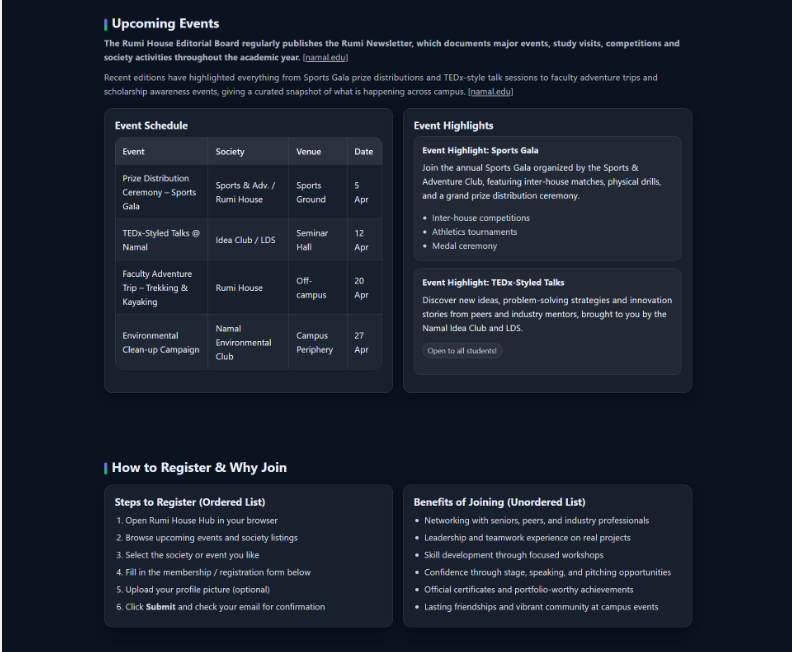 Upcoming Events
The Rumi House Editorial Board regularly publishes the Rumi Newsletter, which documents major events, study visits, competitions and
society activities throughout the academic year. [namal.edu]
Recent editions have highlighted everything from Sports Gala prize distributions and TEDx-style talk sessions to faculty adventure trips and
scholarship awareness events, giving a curated snapshot of what is happening across campus. [namal.edu]
Event Schedule
Event Society Venue Date
Prize Distribution
Ceremony – Sports
Gala
Sports & Adv. /
Rumi House
Sports
Ground
5
Apr
TEDx-Styled Talks @
Namal
Idea Club / LDS
Seminar
Hall
12
Apr
Faculty Adventure
Trip – Trekking &
Kayaking
Rumi House
Off-
campus
20
Apr
Environmental
Clean-up Campaign
Namal
Environmental
Club
Campus
Periphery
27
Apr
Event Highlights
Event Highlight: Sports Gala
Join the annual Sports Gala organized by the Sports &
Adventure Club, featuring inter-house matches, physical drills,
and a grand prize distribution ceremony.
• Inter-house competitions
• Athletics tournaments
• Medal ceremony
Event Highlight: TEDx-Styled Talks
Discover new ideas, problem-solving strategies and innovation
stories from peers and industry mentors, brought to you by the
Namal Idea Club and LDS.
Open to all students!
How to Register & Why Join
Steps to Register (Ordered List)
1. Open Rumi House Hub in your browser
2. Browse upcoming events and society listings
3. Select the society or event you like
4. Fill in the membership / registration form below
5. Upload your profile picture (optional)
6. Click Submit and check your email for confirmation
Benefits of Joining (Unordered List)
• Networking with seniors, peers, and industry professionals
• Leadership and teamwork experience on real projects
• Skill development through focused workshops
• Confidence through stage, speaking, and pitching opportunities
• Official certificates and portfolio-worthy achievements
• Lasting friendships and vibrant community at campus events